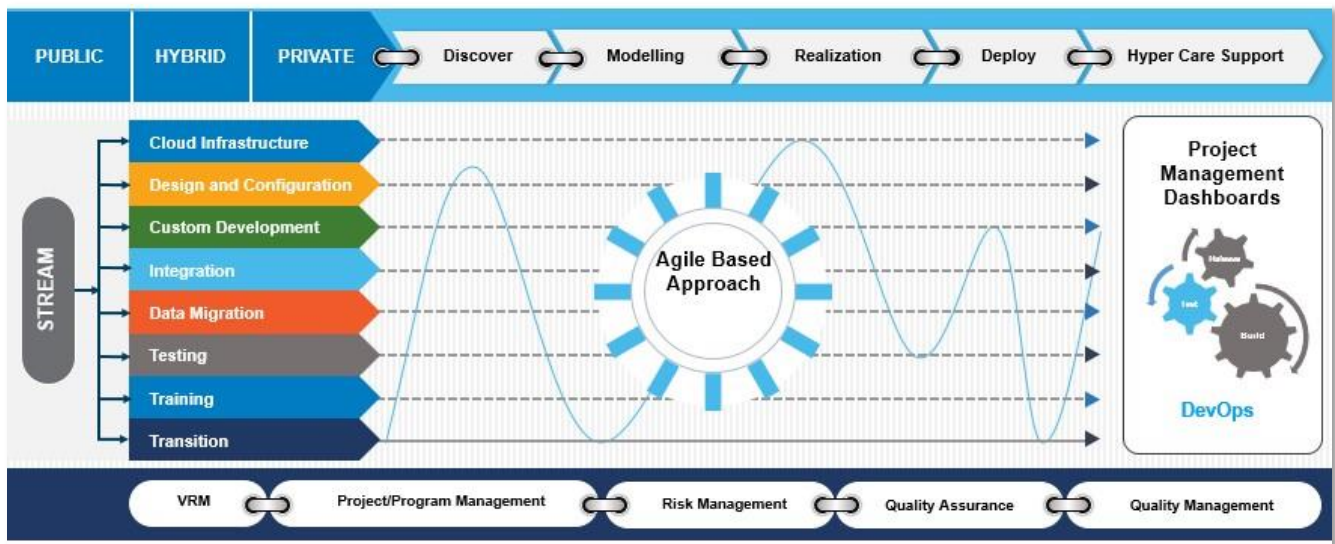 PUBLIC
HYBRID
PRIVATE
Discover
Modelling
Realization
Deploy
Hyper Care Support
STREAM
Cloud Infrastructure
Design and Configuration
Custom Development
Integration
Data Migration
Testing
Training
Transition
Agile Based
Approach
Project
Management
Dashboards
Release
Test
Build
DevOps
VRM
Project/Program Management
Risk Management
Quality Assurance
Quality Management